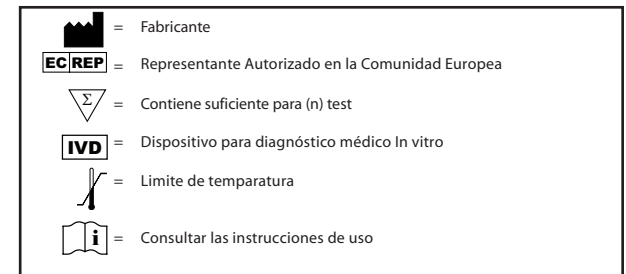 = Fabricante
EC REP = Representante Autorizado en la Comunidad Europea
Σ = Contiene suficiente para (n) test
IVD = Dispositivo para diagnóstico médico In vitro
= Limite de temparatura
i = Consultar las instrucciones de uso